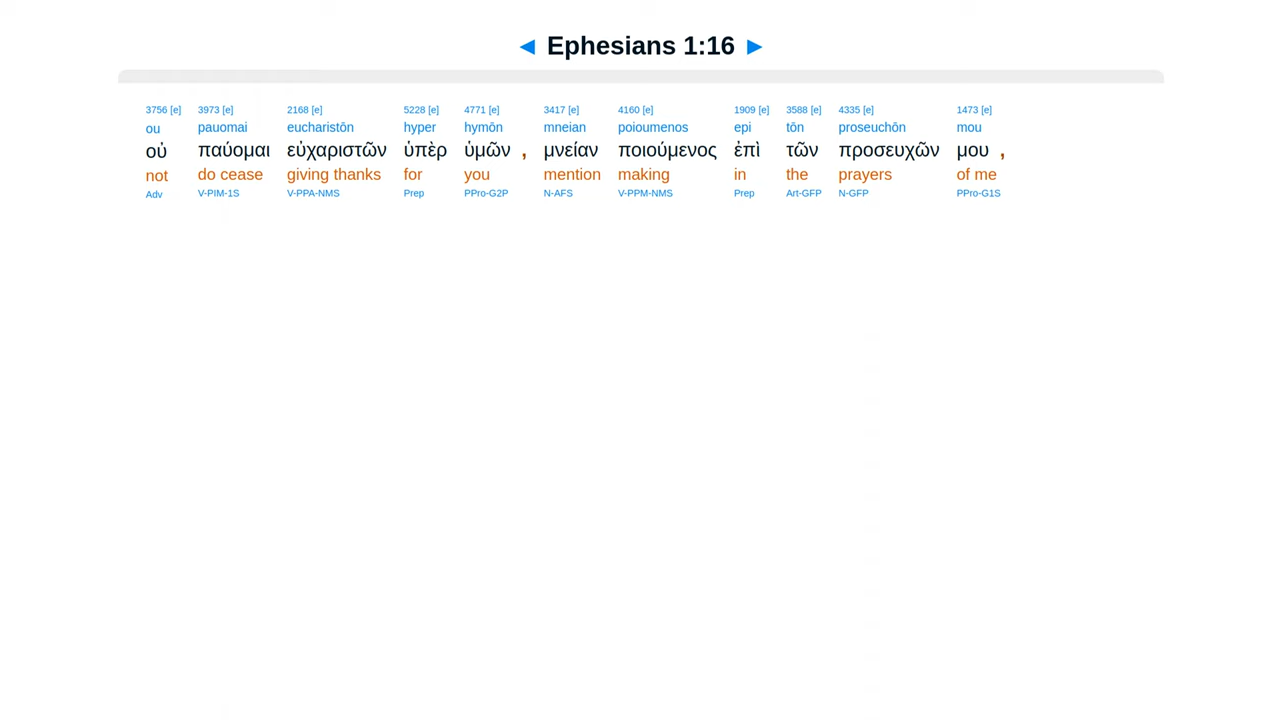 ◄ Ephesians 1:16 ►
3756 [e] 3973 [e] 2168 [e] 5228 [e] 4771 [e] 3417 [e] 4160 [e] 1909 [e] 3588 [e] 4335 [e] 1473 [e]
ou pauomai eucharistōn hyper hymōn mneian poioumenos epi tōn proseuchōn mou
οὐ παύομαι εὐχαριστῶν ὑπὲρ ὑμῶν , μνείαν ποιούμενος ἐπὶ τῶν προσευχῶν μου ,
not do cease giving thanks for you mention making in the prayers of me
Adv V-PIM-1S V-PPA-NMS Prep PPro-G2P N-AFS V-PPM-NMS Prep Art-GFP N-GFP PPro-G1S